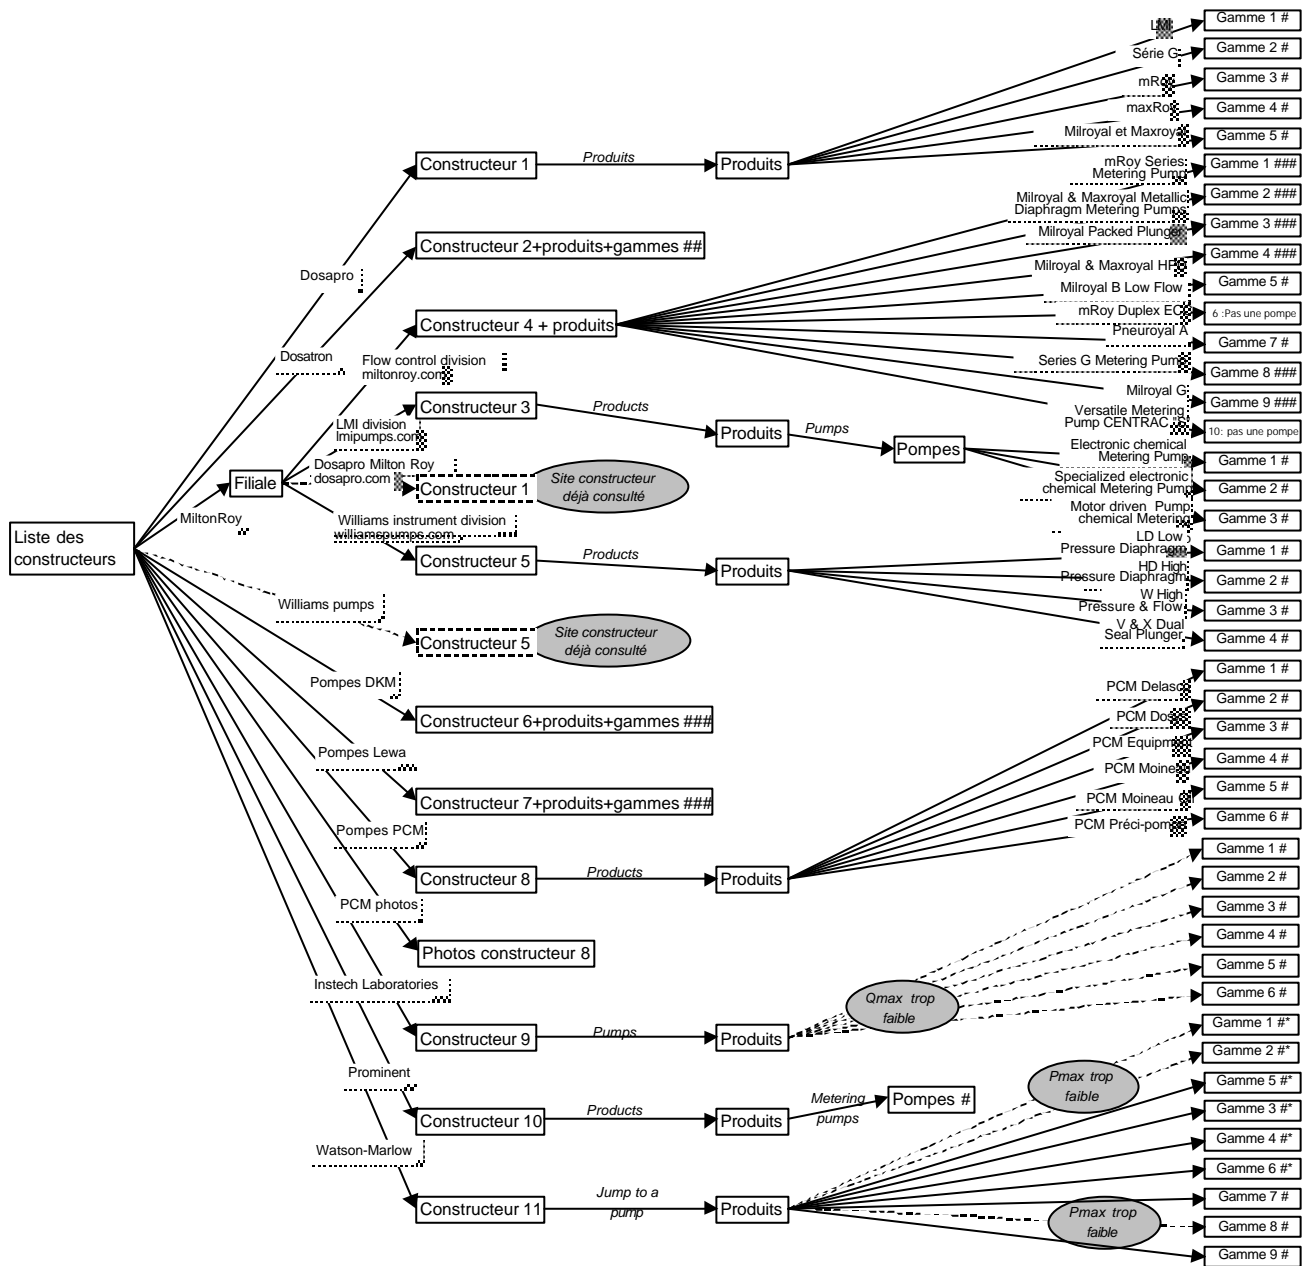 Liste des
constructeurs
Dosapro
Dosatron
MiltonRoy
Williams pumps
Pompes DKM
Pompes Lewa
Pompes PCM
PCM photos
Instech Laboratories
Prominent
Watson-Marlow
Filiale
Flow control division
miltonroy.com
LMI division
lmipumps.com
Dosapro Milton Roy
dosapro.com
Williams instrument division
williamspumps.com
Constructeur 1
Produits
Produits
LMI
Série G
mRoy
maxRoy
Milroyal et Maxroyal
Gamme 1 #
Gamme 2 #
Gamme 3 #
Gamme 4 #
Gamme 5 #
Constructeur 2+produits+gammes ##
Constructeur 4 + produits
mRoy Series
Metering Pump
Milroyal & Maxroyal Metallic
Diaphragm Metering Pumps
Milroyal Packed Plunger
Milroyal & Maxroyal
Milroyal B Low Flow
mRoy Duplex
Pneuroyal A
Series G Metering Pump
Milroyal G
Versatile Metering
Pump CENTRAC
Gamme 1 ###
Gamme 2 ###
Gamme 3 ###
Gamme 4 ###
Gamme 5 #
6 :Pas une pompe
Gamme 7 #
Gamme 8 ###
Gamme 9 ###
10: pas une pompe
Constructeur 3
Products
Produits
Pumps
Pompes
Electronic chemical
Metering Pump
Specialized electronic
chemical Metering Pump
Motor driven Pump
chemical Metering
Gamme 1 #
Gamme 2 #
Gamme 3 #
Constructeur 1
Site constructeur
déjà consulté
Constructeur 5
Products
Produits
LD Low
Pressure Diaphragm
HD High
Pressure Diaphragm
W High
Pressure & Flow
V & X Dual
Seal Plunger
Gamme 1 #
Gamme 2 #
Gamme 3 #
Gamme 4 #
Constructeur 5
Site constructeur
déjà consulté
Constructeur 6+produits+gammes ###
Constructeur 7+produits+gammes ###
Constructeur 8
Products
Produits
PCM Delasco
PCM Dosys
PCM Equipment
PCM Moineau
PCM Moineau
PCM Préci-pompe
Gamme 1 #
Gamme 2 #
Gamme 3 #
Gamme 4 #
Gamme 5 #
Gamme 6 #
Photos constructeur 8
Constructeur 9
Pumps
Produits
Qmax trop
faible
Gamme 1 #
Gamme 2 #
Gamme 3 #
Gamme 4 #
Gamme 5 #
Gamme 6 #
Constructeur 10
Products
Produits
Metering
pumps
Pompes #
Constructeur 11
Jump to a
pump
Produits
Pmax trop
faible
Pmax trop
faible
Gamme 1 #*
Gamme 2 #*
Gamme 5 #*
Gamme 3 #*
Gamme 4 #*
Gamme 6 #*
Gamme 7 #
Gamme 8 #
Gamme 9 #